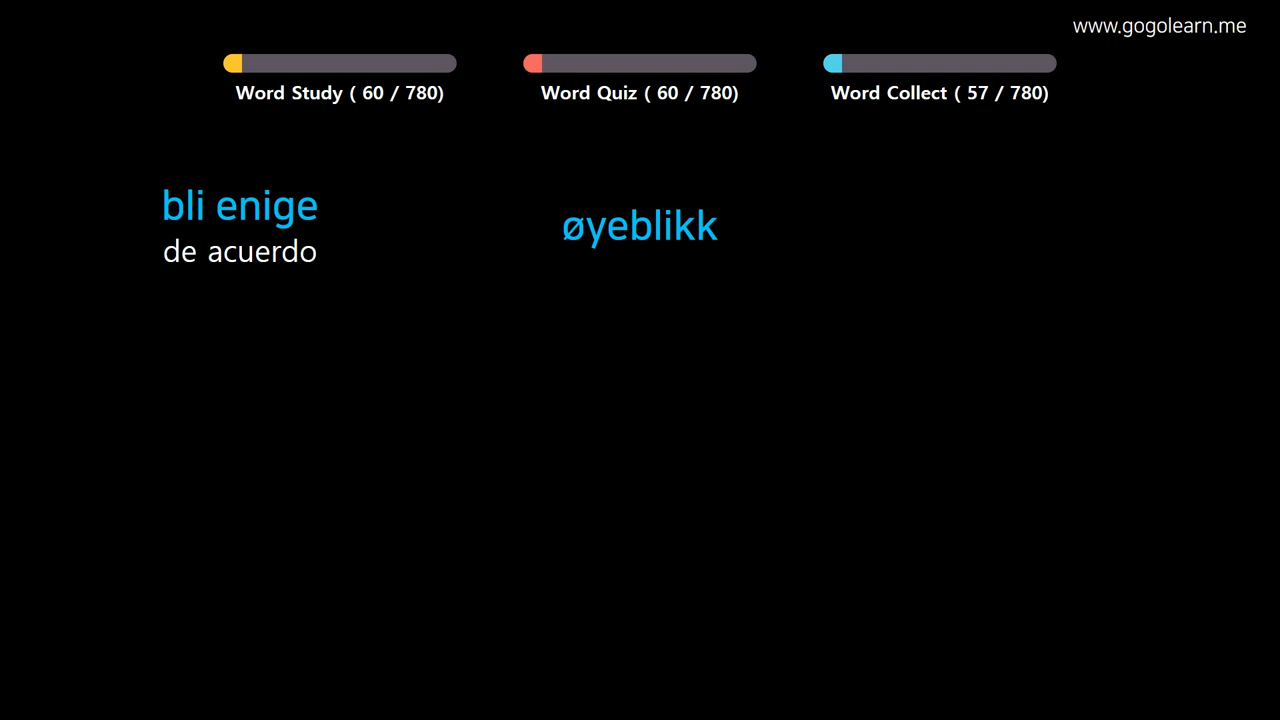 www.gogolearn.me
Word Study ( 60 / 780)
Word Quiz ( 60 / 780)
Word Collect ( 57 / 780)
bli enige
de acuerdo
øyeblikk